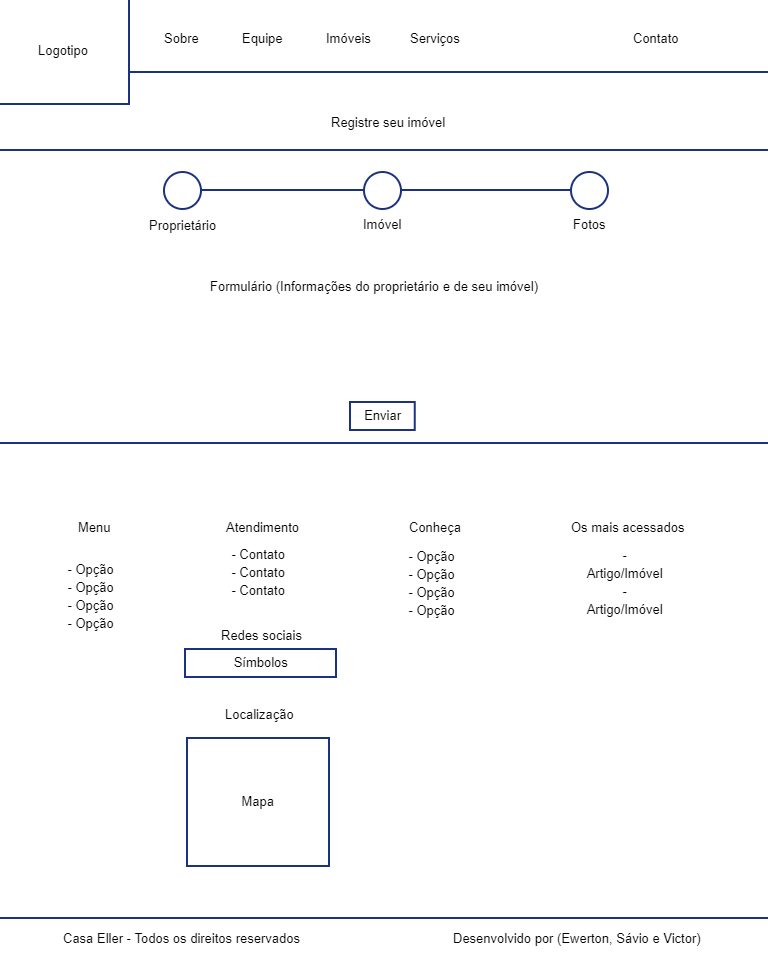 Logotipo
Sobre
Equipe
Imóveis
Serviços
Contato
Registre seu imóvel
Proprietário
Imóvel
Fotos
Formulário (Informações do proprietário e de seu imóvel)
Enviar
Menu
- Opção
- Opção
- Opção
- Opção
Atendimento
- Contato
- Contato
- Contato
Redes sociais
Símbolos
Localização
Mapa
Conheça
- Opção
- Opção
- Opção
- Opção
Os mais acessados
-
Artigo/Imóvel
-
Artigo/Imóvel
Casa Eller - Todos os direitos reservados
Desenvolvido por (Ewerton, Sávio e Victor)